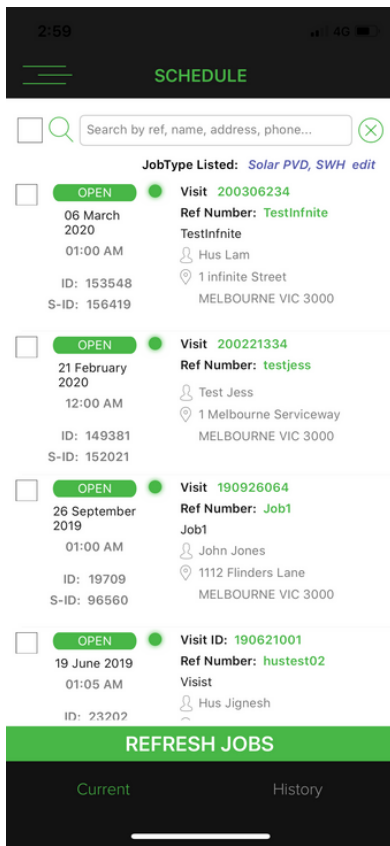 2:59
4G
SCHEDULE
Search by ref, name, address, phone...
JobType Listed: Solar PVD, SWH edit
OPEN
06 March
2020
01:00 AM
ID: 153548
S-ID: 156419
Visit 200306234
Ref Number: TestInfnite
TestInfnite
Hus Lam
1 infinite Street
MELBOURNE VIC 3000
OPEN
21 February
2020
12:00 AM
ID: 149381
S-ID: 152021
Visit 200221334
Ref Number: testjess
Test Jess
1 Melbourne Serviceway
MELBOURNE VIC 3000
OPEN
26 September
2019
01:00 AM
ID: 19709
S-ID: 96560
Visit 190926064
Ref Number: Job1
Job1
John Jones
1112 Flinders Lane
MELBOURNE VIC 3000
OPEN
19 June 2019
01:05 AM
ID: 23202
Visit ID: 190621001
Ref Number: hustest02
Visist
Hus Jignesh
REFRESH JOBS
Current
History